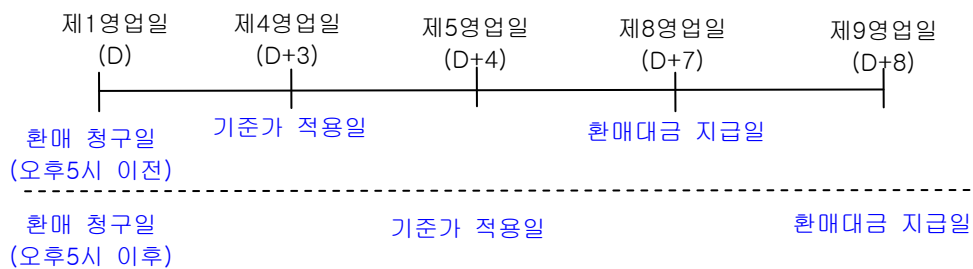 제1영업일 제4영업일 제5영업일 제8영업일 제9영업일
(D) (D+3) (D+4) (D+7) (D+8)
환매 청구일 기준가 적용일 환매대금 지급일
(오후5시 이전)
환매 청구일 기준가 적용일 환매대금 지급일
(오후5시 이후)